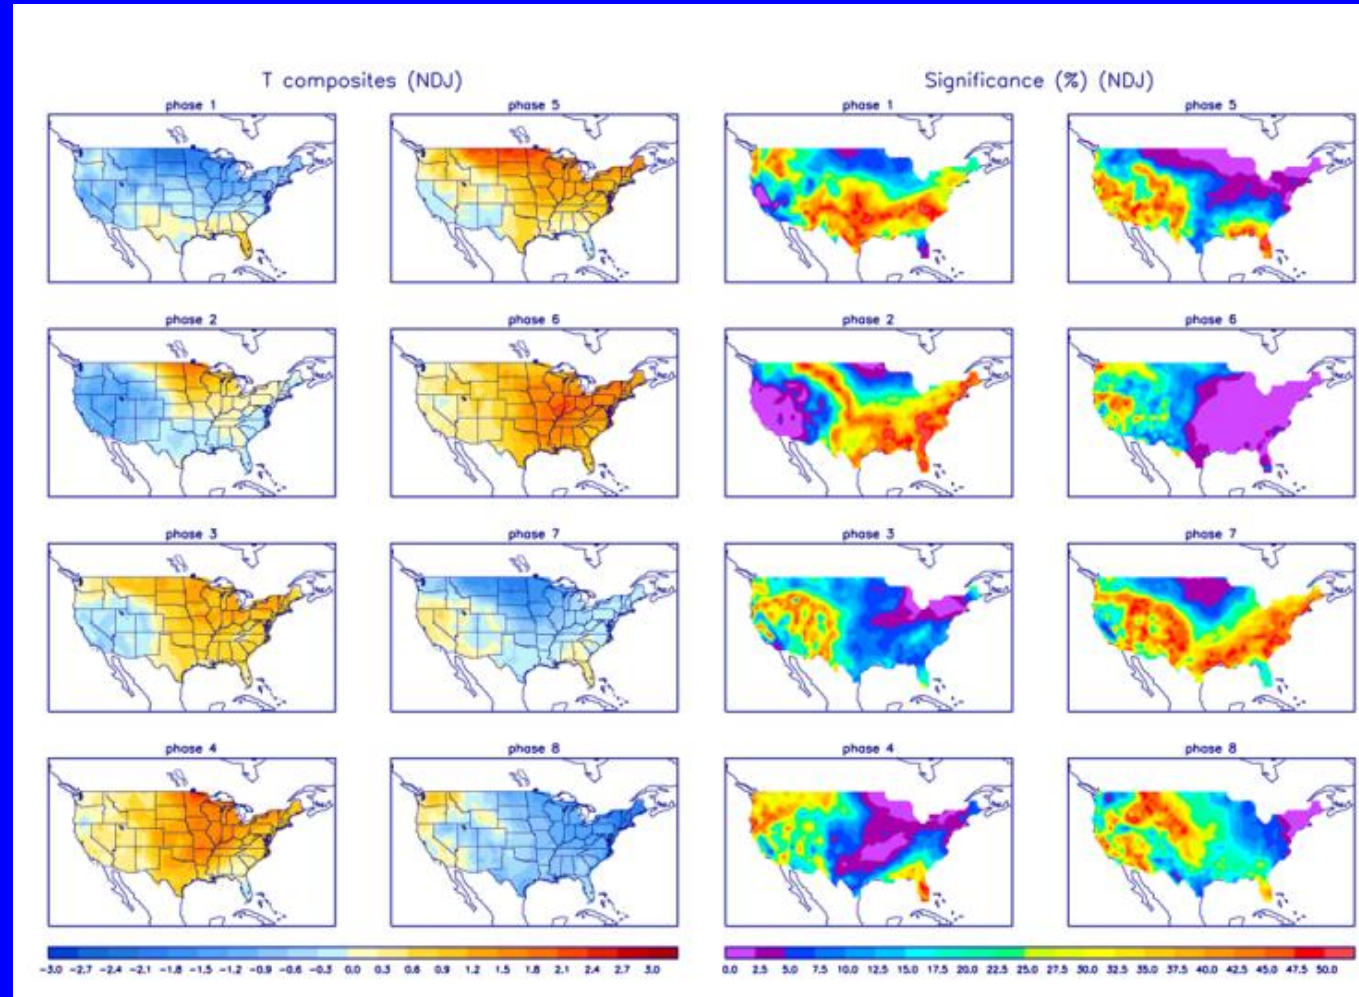 T composites (NDJ) Significance (%) (NDJ)
phase 1 phase 5 phase 1 phase 5
phase 2 phase 6 phase 2 phase 6
phase 3 phase 7 phase 3 phase 7
phase 4 phase 8 phase 4 phase 8
-3.0 -2.7 -2.4 -2.1 -1.8 -1.5 -1.2 -0.9 -0.6 -0.3 0.0 0.3 0.6 0.9 1.2 1.5 1.8 2.1 2.4 2.7 3.0 0.0 2.5 5.0 7.5 10.0 12.5 15.0 17.5 20.0 22.5 25.0 27.5 30.0 32.5 35.0 37.5 40.0 42.5 45.0 47.5 50.0